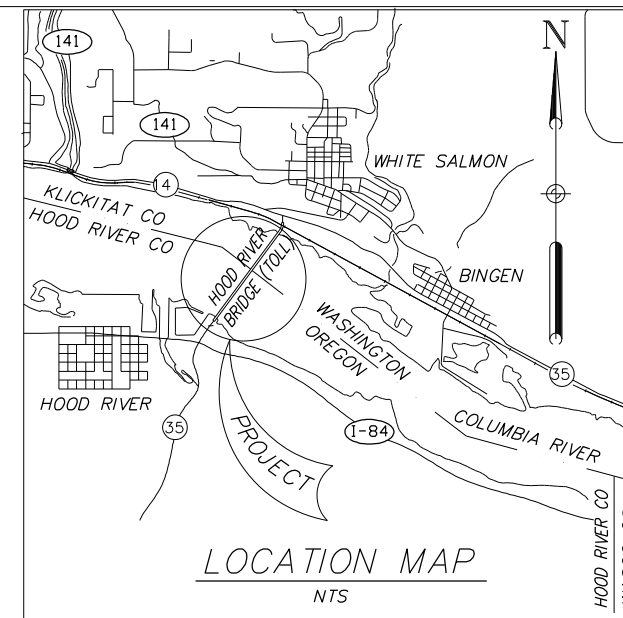 141
N
141
WHITE SALMON
14
KLICKITAT CO
HOOD RIVER CO
HOOD RIVER
BRIDGE (TOLL)
BINGEN
WASHINGTON
OREGON
35
HOOD RIVER
35
PROJECT
I-84
COLUMBIA RIVER
HOOD RIVER CO
LOCATION MAP
NTS